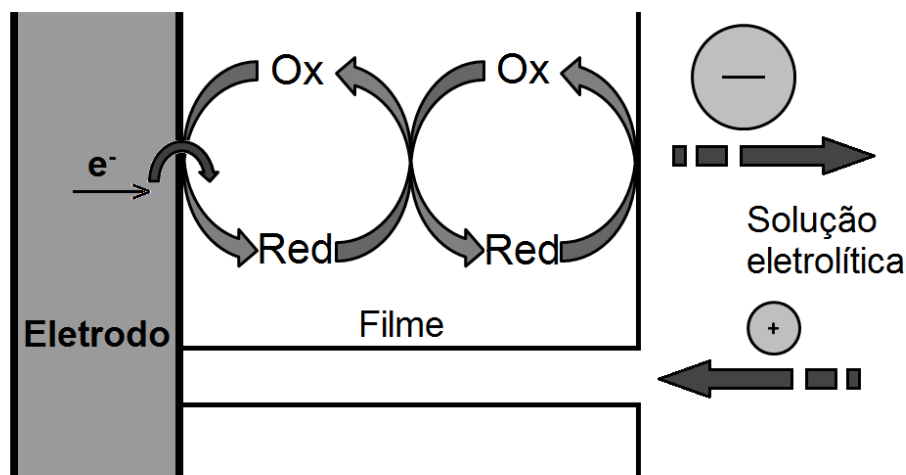 Ox
Ox
—
e-
Red
Red
Solução
eletrolítica
Eletrodo
Filme
+